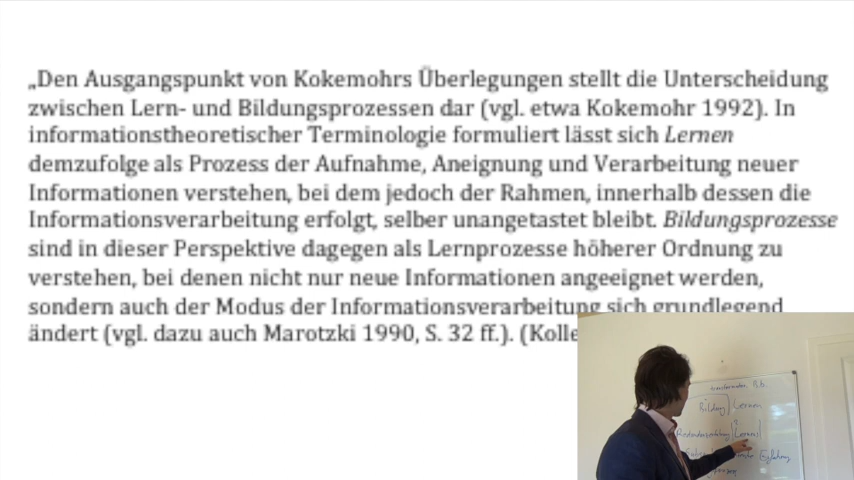 „Den Ausgangspunkt von Kokemohrs Überlegungen stellt die Unterscheidung
zwischen Lern- und Bildungsprozessen dar (vgl. etwa Kokemohr 1992). In
informationstheoretischer Terminologie formuliert lässt sich Lernen
demzufolge als Prozess der Aufnahme, Aneignung und Verarbeitung neuer
Informationen verstehen, bei dem jedoch der Rahmen, innerhalb dessen die
Informationsverarbeitung erfolgt, selber unangetastet bleibt. Bildungsprozesse
sind in dieser Perspektive dagegen als Lernprozesse höherer Ordnung zu
verstehen, bei denen nicht nur neue Informationen angeeignet werden,
sondern auch der Modus der Informationsverarbeitung sich grundlegend
ändert (vgl. dazu auch Marotzki 1990, S. 32 ff.). (Kolle
Bildung Lernen
Lernens